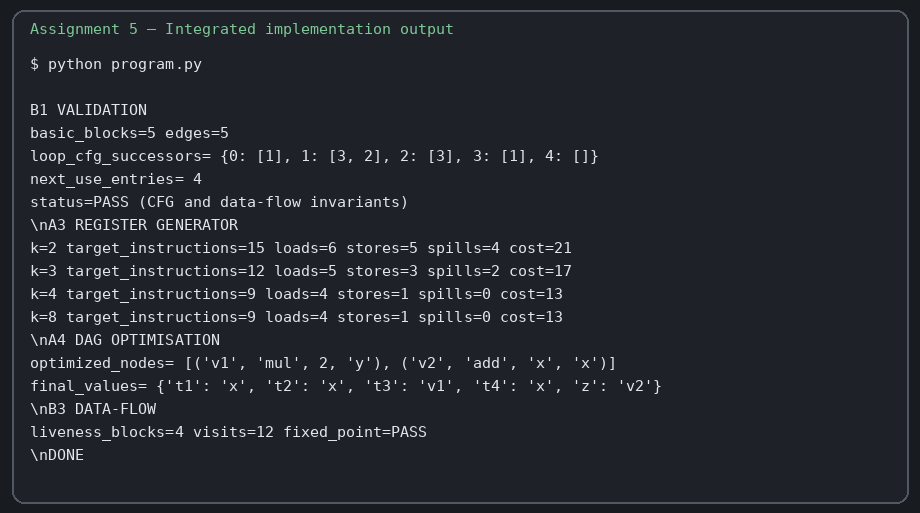 Assignment 5 — Integrated implementation output
$ python program.py
B1 VALIDATION
basic_blocks=5 edges=5
loop_cfg_successors= {0: [1], 1: [3, 2], 2: [3], 3: [1], 4: []}
next_use_entries= 4
status=PASS (CFG and data-flow invariants)
\nA3 REGISTER GENERATOR
k=2 target_instructions=15 loads=6 stores=5 spills=4 cost=21
k=3 target_instructions=12 loads=5 stores=3 spills=2 cost=17
k=4 target_instructions=9 loads=4 stores=1 spills=0 cost=13
k=8 target_instructions=9 loads=4 stores=1 spills=0 cost=13
\nA4 DAG OPTIMISATION
optimized_nodes= [('v1', 'mul', 2, 'y'), ('v2', 'add', 'x', 'x')]
final_values= {'t1': 'x', 't2': 'x', 't3': 'v1', 't4': 'x', 'z': 'v2'}
\nB3 DATA-FLOW
liveness_blocks=4 visits=12 fixed_point=PASS
\nDONE